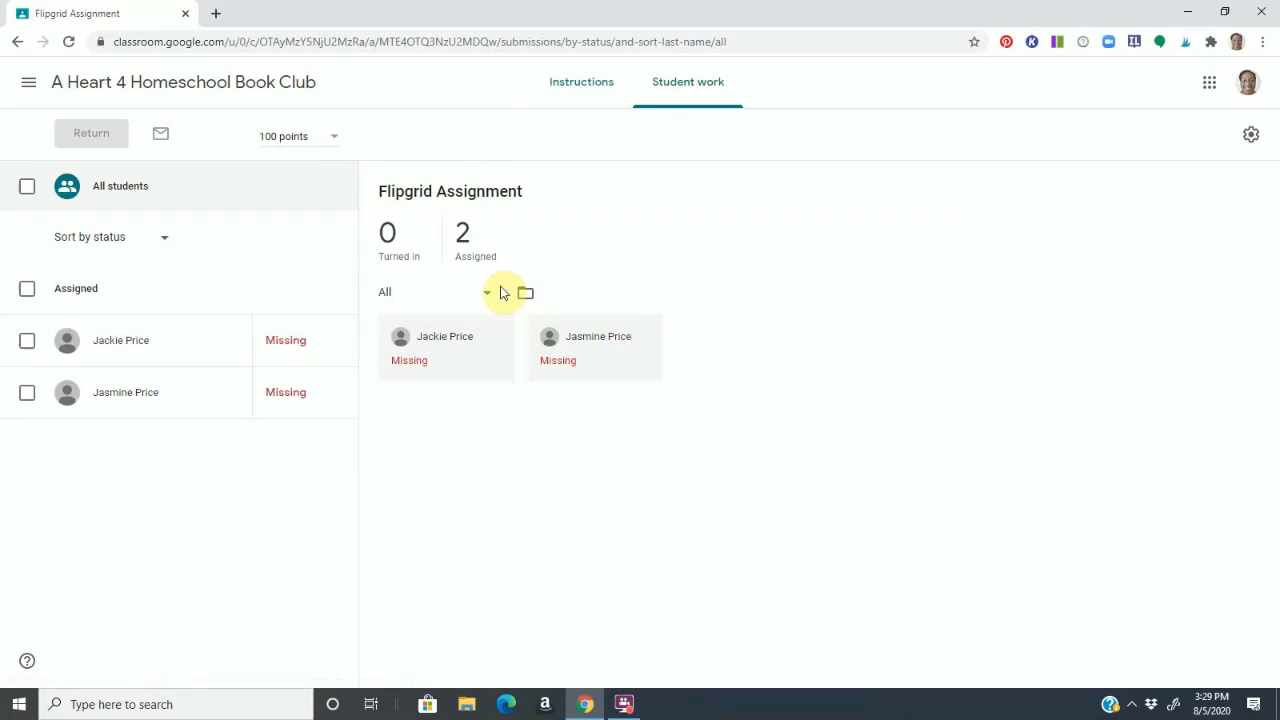 Flipgrid Assignment
classroom.google.com/u/0/c/OTAyMzY5NjU2MzRa/a/MTE4OTQ3NzU2MDQw/submissions/by-status/and-sort-last-name/all
A Heart 4 Homeschool Book Club
Instructions
Student work
Return
100 points
All students
Sort by status
Assigned
Jackie Price
Missing
Jasmine Price
Missing
Flipgrid Assignment
0
2
Turned in
Assigned
All
Jackie Price
Missing
Jasmine Price
Missing
Type here to search
3:29 PM
8/5/2020